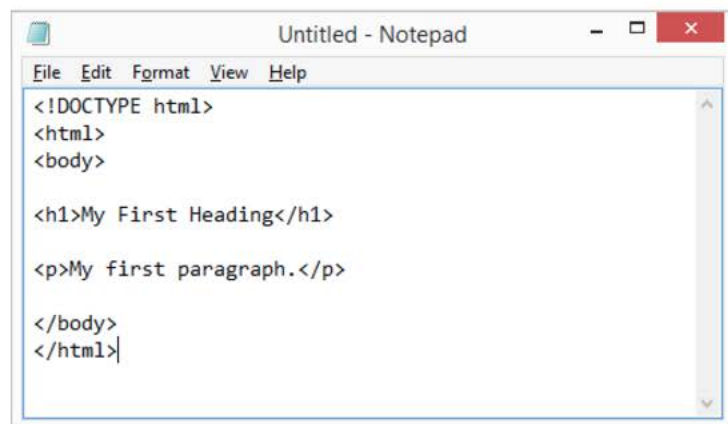 Untitled - Notepad
File Edit Format View Help
<!DOCTYPE html>
<html>
<body>
<h1>My First Heading</h1>
<p>My first paragraph.</p>
</body>
</html>